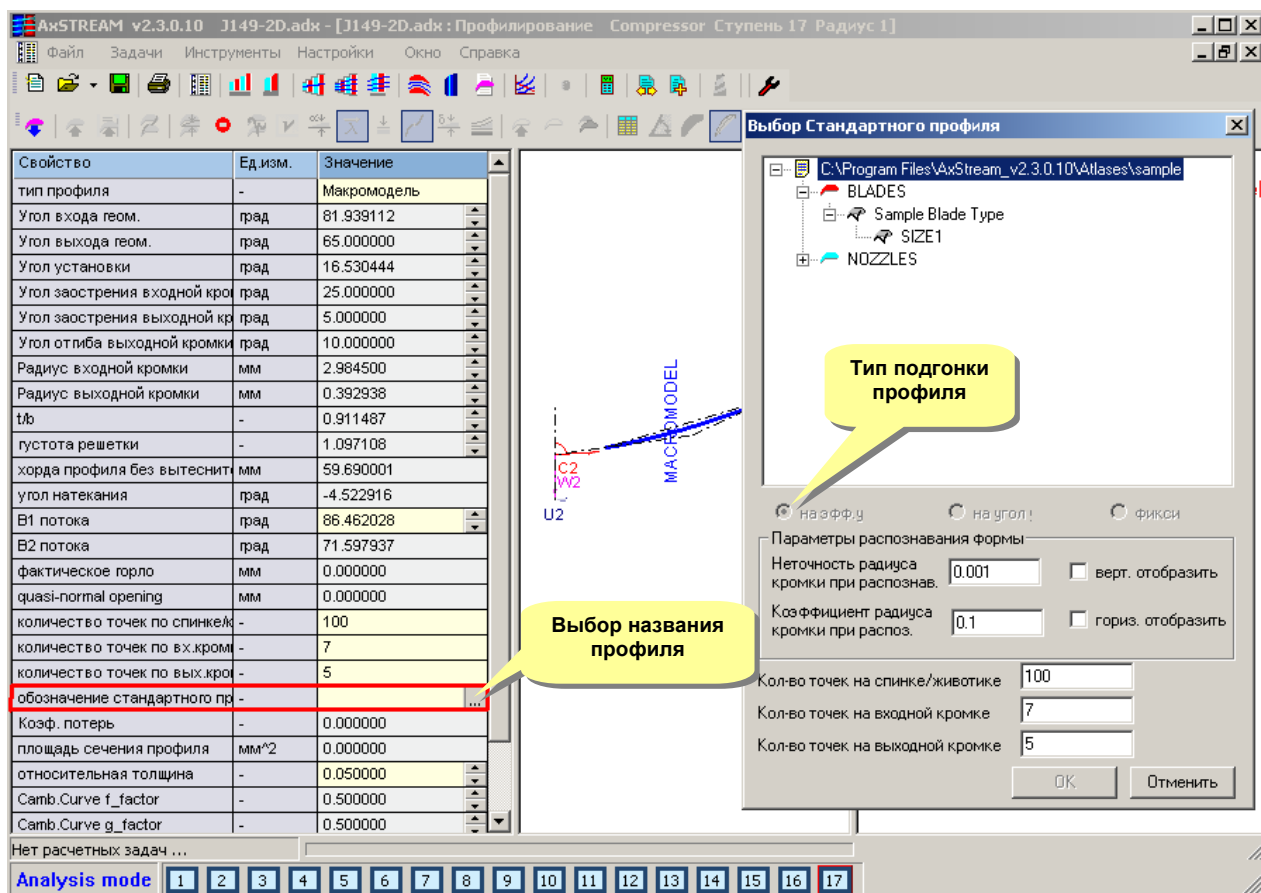 AxSTREAM v2.3.0.10 J149-2D.adx - [J149-2D.adx : Профилирование Compressor Ступень 17 Радиус 1]
Файл Задачи Инструменты Настройки Окно Справка
Свойство Ед.изм. Значение
тип профиля - Макромодель
Угол входа геом. град 81.939112
Угол выхода геом. град 65.000000
Угол установки град 16.530444
Угол заострения входной кро град 25.000000
Угол заострения выходной кр град 5.000000
Угол отгиба выходной кромки град 10.000000
Радиус входной кромки мм 2.984500
Радиус выходной кромки мм 0.392938
t/b - 0.911487
густота решетки - 1.097108
хорда профиля без вытеснит мм 59.690001
угол натекания град -4.522916
B1 потока град 86.462028
B2 потока град 71.597937
фактическое горло мм 0.000000
quasi-normal opening мм 0.000000
количество точек по спинке/к - 100
количество точек по вх.кром - 7
количество точек по вых.кро - 5
обозначение стандартного пр - ...
Коэф. потерь - 0.000000
площадь сечения профиля мм^2 0.000000
относительная толщина - 0.050000
Camb.Curve f_factor - 0.500000
Camb.Curve g_factor - 0.500000
MACROMODEL
C2
W2
U2
Выбор названия
профиля
Выбор Стандартного профиля
C:\Program Files\AxStream_v2.3.0.10\Atlases\sample
BLADES
Sample Blade Type
SIZE1
NOZZLES
Тип подгонки
профиля
на эфф.у на угол у фикси
Параметры распознавания формы
Неточность радиуса
кромки при распознав. 0.001 верт. отобразить
Коэффициент радиуса
кромки при распоз. 0.1 гориз. отобразить
Кол-во точек на спинке/животике 100
Кол-во точек на входной кромке 7
Кол-во точек на выходной кромке 5
OK Отменить
Нет расчетных задач ...
Analysis mode 1 2 3 4 5 6 7 8 9 10 11 12 13 14 15 16 17